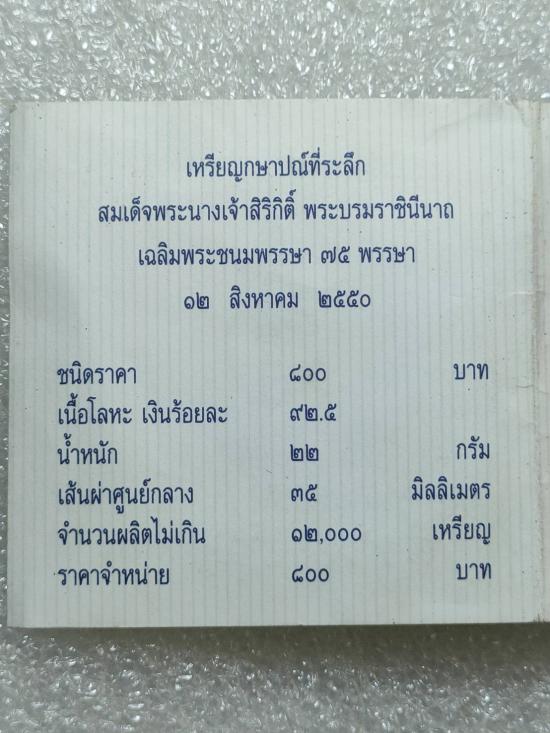 เหรียญกษาปณ์ที่ระลึก
สมเด็จพระนางเจ้าสิริกิติ์ พระบรมราชินีนาถ
เฉลิมพระชนมพรรษา ๗๕ พรรษา
๑๒ สิงหาคม ๒๕๕๐
ชนิดราคา ๘๐๐ บาท
เนื้อโลหะ เงินร้อยละ ๙๒.๕
น้ำหนัก ๒๒ กรัม
เส้นผ่าศูนย์กลาง ๓๕ มิลลิเมตร
จำนวนผลิตไม่เกิน ๑๒,๐๐๐ เหรียญ
ราคาจำหน่าย ๘๐๐ บาท